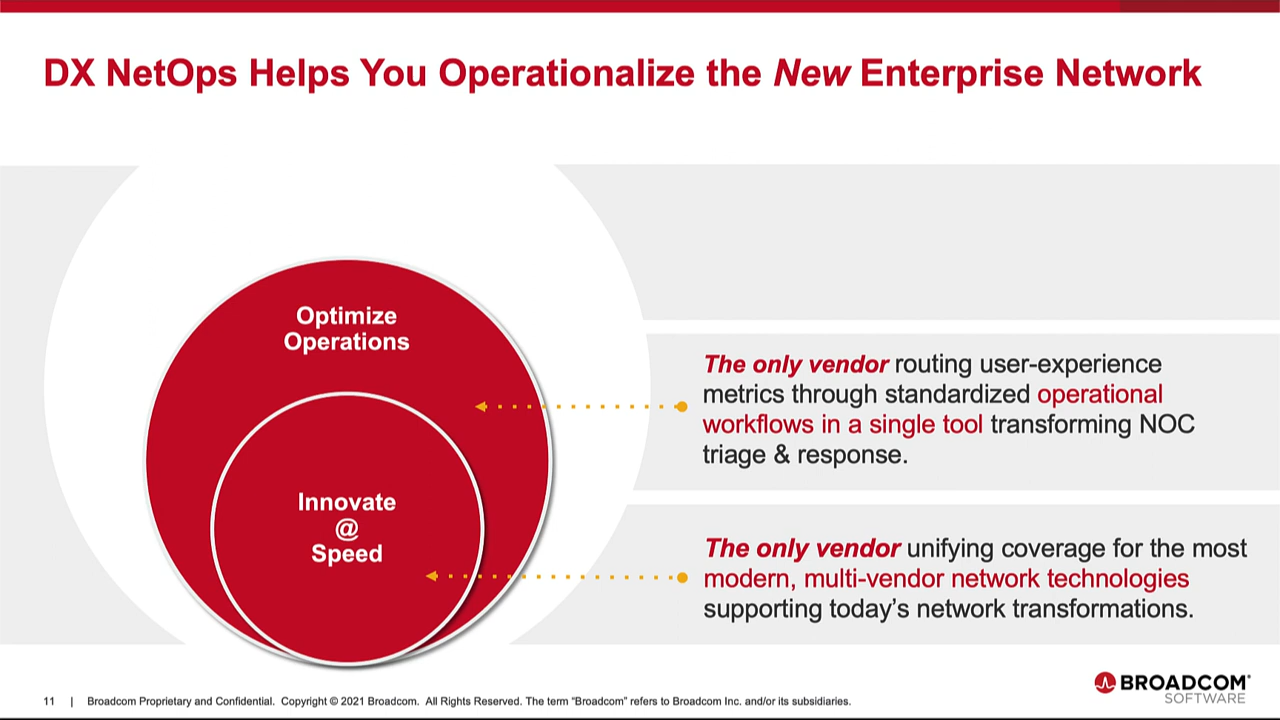 DX NetOps Helps You Operationalize the New Enterprise Network
Optimize
Operations
The only vendor routing user-experience
metrics through standardized operational
workflows in a single tool transforming NOC
triage & response.
Innovate
@
Speed
The only vendor unifying coverage for the most
modern, multi-vendor network technologies
supporting today’s network transformations.
11 | Broadcom Proprietary and Confidential. Copyright © 2021 Broadcom. All Rights Reserved. The term “Broadcom” refers to Broadcom Inc. and/or its subsidiaries.
BROADCOM®
SOFTWARE